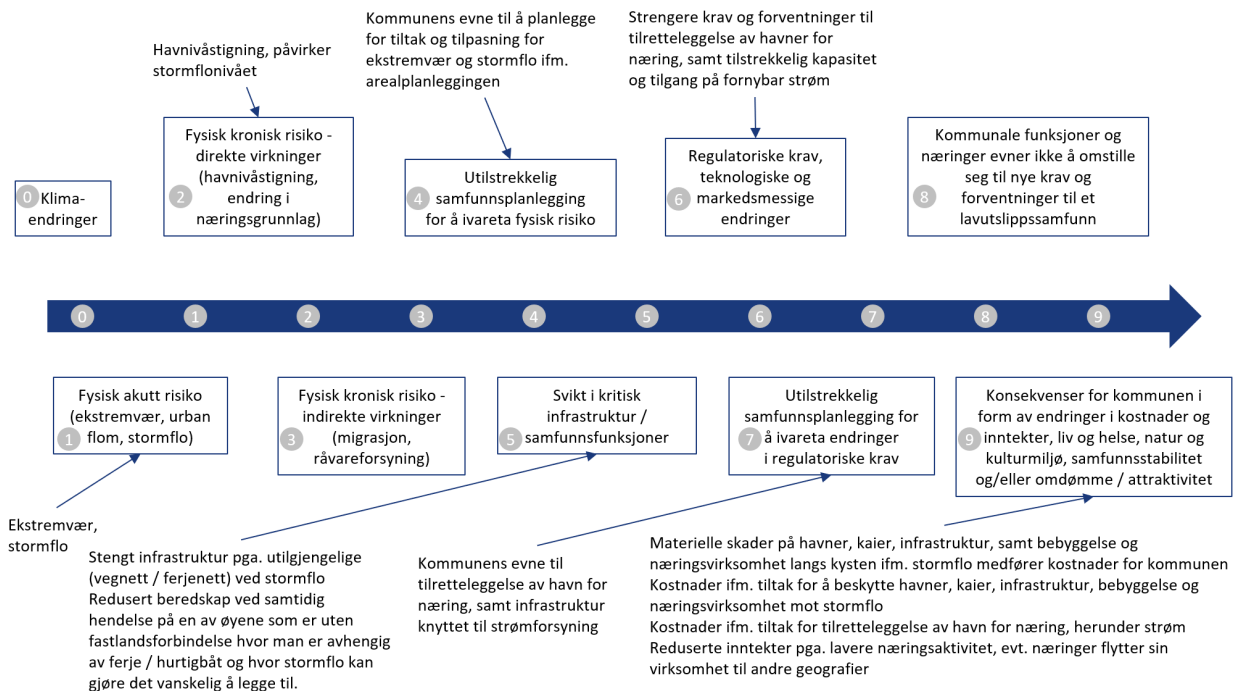 Havnivåstigning, påvirker
stormflonivået
Kommunens evne til å planlegge
for tiltak og tilpasning for
ekstremvær og stormflo ifm.
arealplanleggingen
Strengere krav og forventninger til
tilretteleggelse av havner for
næring, samt tilstrekkelig kapasitet
og tilgang på fornybar strøm
0 Klima-
endringer
Fysisk kronisk risiko -
direkte virkninger
(havnivåstigning,
2 endring i
næringsgrunnlag)
Utilstrekkelig
4 samfunnsplanlegging
for å ivareta fysisk risiko
Regulatoriske krav,
teknologiske og
6 markedsmessige
endringer
Kommunale funksjoner og
næringer evner ikke å omstille
seg til nye krav og
8 forventninger til et
lavutslippssamfunn
0 1 2 3 4 5 6 7 8 9
Fysisk akutt risiko
(ekstremvær, urban
1 flom, stormflo)
Fysisk kronisk risiko -
indirekte virkninger
3 (migrasjon,
råvareforsyning)
Svikt i kritisk
infrastruktur /
5 samfunnsfunksjoner
Utilstrekkelig
samfunnsplanlegging for
7 å ivareta endringer
i regulatoriske krav
Konsekvenser for kommunen i
form av endringer i kostnader og
9 inntekter, liv og helse, natur og
kulturmiljø, samfunnsstabilitet
og/eller omdømme / attraktivitet
Ekstremvær,
stormflo
Stengt infrastruktur pga. utilgjengelige
(vegnett / ferjenett) ved stormflo
Redusert beredskap ved samtidig
hendelse på en av øyene som er uten
fastlandsforbindelse hvor man er avhengig
av ferje / hurtigbåt og hvor stormflo kan
gjøre det vanskelig å legge til.
Kommunens evne til
tilretteleggelse av havn for
næring, samt infrastruktur
knyttet til strømforsyning
Materielle skader på havner, kaier, infrastruktur, samt bebyggelse og
næringsvirksomhet langs kysten ifm. stormflo medfører kostnader for kommunen
Kostnader ifm. tiltak for å beskytte havner, kaier, infrastruktur, bebyggelse og
næringsvirksomhet mot stormflo
Kostnader ifm. tiltak for tilretteleggelse av havn for næring, herunder strøm
Reduserte inntekter pga. lavere næringsaktivitet, evt. næringer flytter sin
virksomhet til andre geografier